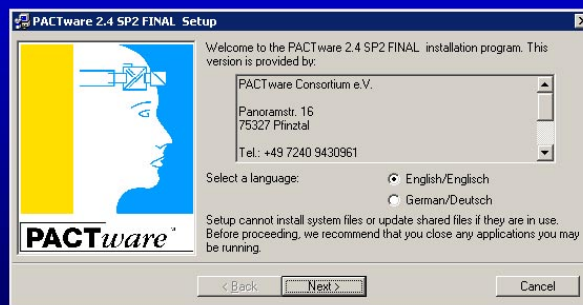 PACTware 2.4 SP2 FINAL Setup
Welcome to the PACTware 2.4 SP2 FINAL installation program. This
version is provided by:
PACTware Consortium e.V.
Panoramstr. 16
75327 Pfinztal
Tel.: +49 7240 9430961
Select a language:
English/Englisch
German/Deutsch
Setup cannot install system files or update shared files if they are in use.
Before proceeding, we recommend that you close any applications you may
be running.
PACTware™
< Back
Next >
Cancel